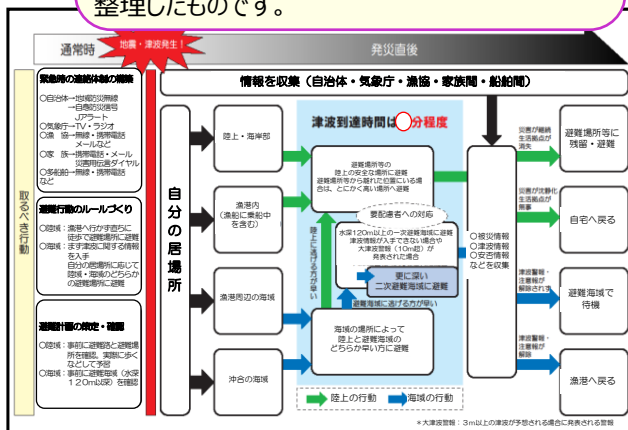 整理したものです。
通常時
地震・津波発生！
発災直後
緊急時の連絡体制の構築
○自治体→地域防災無線
→自島防災信号
Jアラート
○気象庁→TV・ラジオ
○漁　協→無線・携帯電話
メールなど
○家　族→携帯電話・メール
災害用伝言ダイヤル
○多船舶→無線・携帯電話
など
避難行動のルールづくり
○陸域：漁港へ向かず直ちに
徒歩で避難場所に避難
○海域：まず津波に関する情報
を入手
自分の居場所に応じて
陸域・海域のどちらか
の避難場所に避難
避難計画の策定・確認
○陸域：事前に避難路と避難場
所を確認。実際に歩く
などして予習
○海域：事前に避難海域（水深
１２０ｍ以深）を確認
取るべき行動
情報を収集（自治体・気象庁・漁協・家族間・船舶間）
自分の居場所
陸上・海岸部
漁港内
（漁船に乗船中
を含む）
漁港周辺の海域
沖合の海域
津波到達時間は○分程度
避難場所等の
陸上の安全な場所に避難
避難場所等から離れた位置にいる場
合は、とにかく高い場所へ避難
要配慮者への対応
水深120m以上の一次避難海域に避難
津波情報が入手できない場合や
大津波警報（10m超）が
発表された場合
更に深い
二次避難海域に避難
陸上に逃げる方が早い
避難海域に逃げる方が早い
海域の場所によって
陸上と避難海域の
どちらか早い方に避難
陸上の行動
海域の行動
○被災情報
○津波情報
○安否情報
などを収集
災害が継続
生活拠点が
消失
避難場所等に
残留・避難
災害が沈静化
生活拠点が
無事
自宅へ戻る
津波警報・
注意報が
解除されず
避難海域で
待機
津波警報・
注意報が
解除
漁港へ戻る
＊大津波警報：３ｍ以上の津波が予想される場合に発表される警報